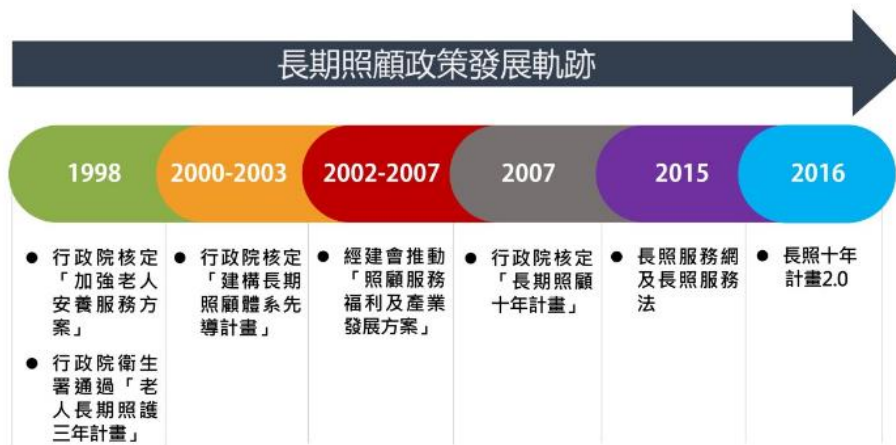 長期照顧政策發展軌跡
1998
2000-2003
2002-2007
2007
2015
2016
● 行政院核定
「加強老人
安養服務方
案」
● 行政院衛生
署通過「老
人長期照護
三年計畫」
● 行政院核定
「建構長期
照顧體系先
導計畫」
● 經建會推動
「照顧服務
福利及產業
發展方案」
● 行政院核定
「長期照顧
十年計畫」
● 長照服務網
及長照服務
法
● 長照十年
計畫2.0